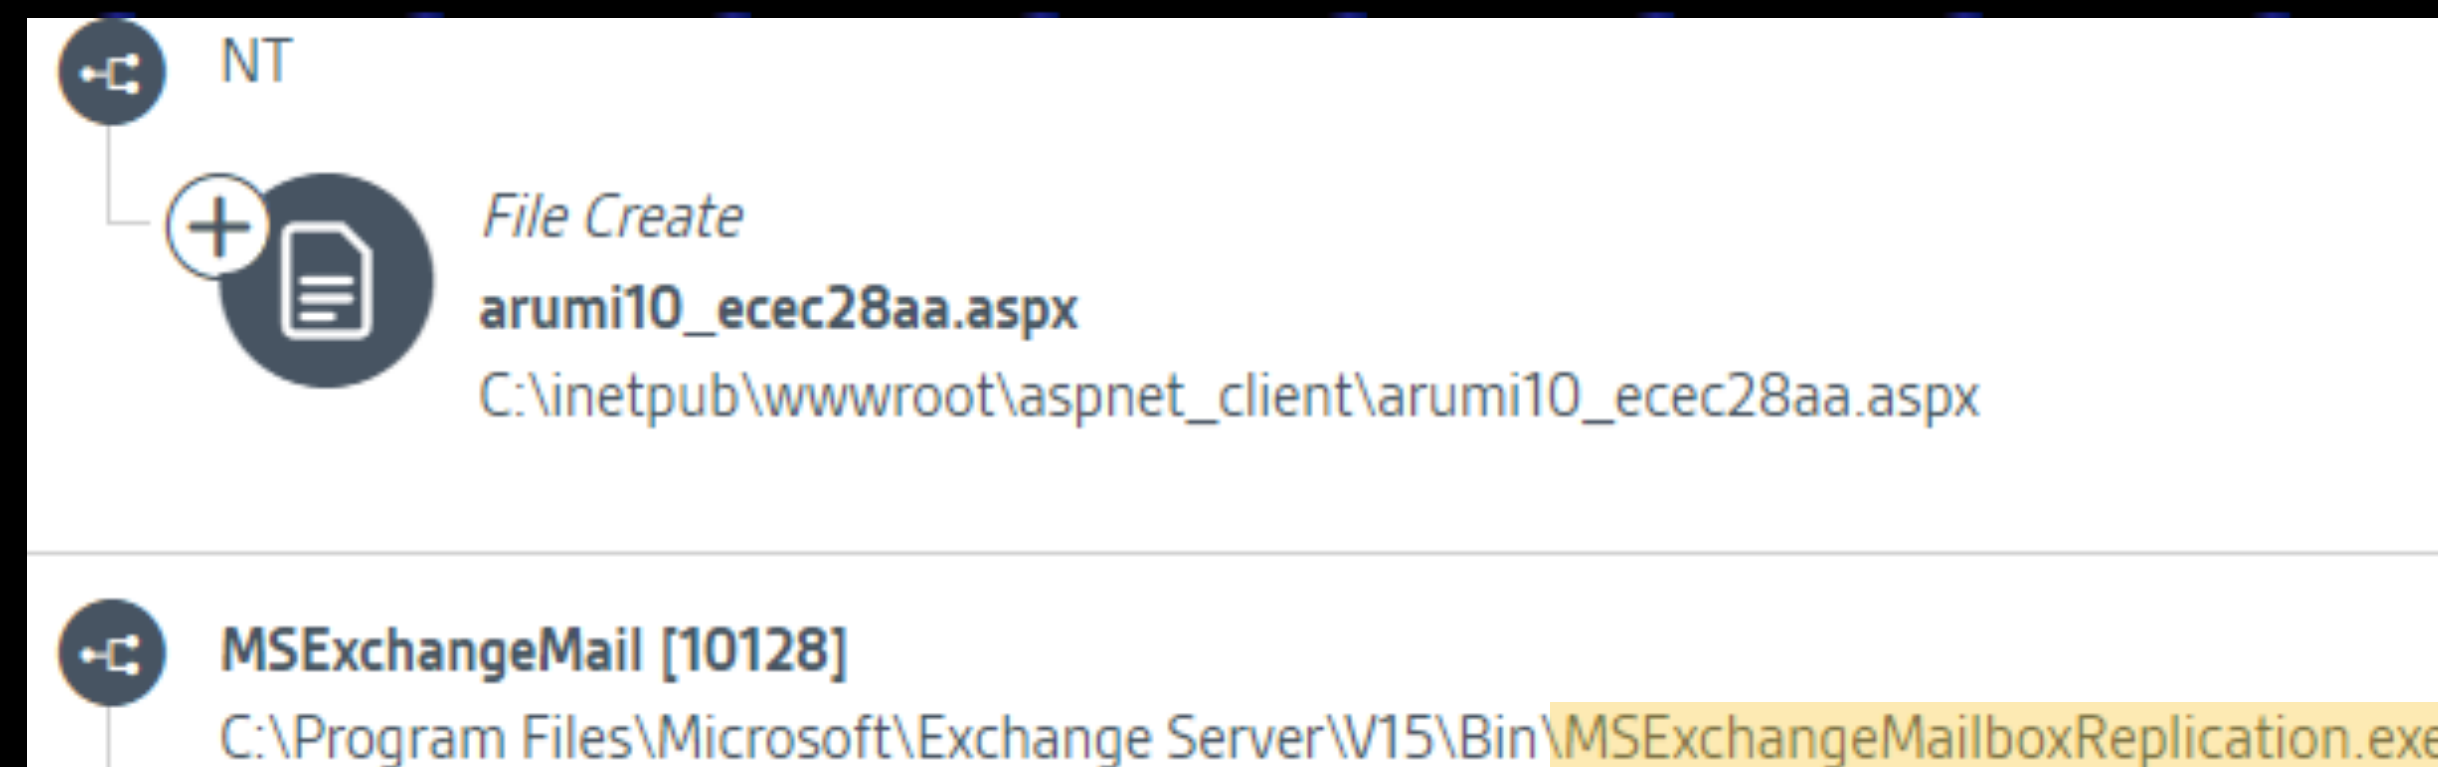 NT
File Create
arumi10_ecec28aa.aspx
C:\inetpub\wwwroot\aspnet_client\arumi10_ecec28aa.aspx
MSExchangeMail [10128]
C:\Program Files\Microsoft\Exchange Server\V15\Bin\MSExchangeMailboxReplication.exe